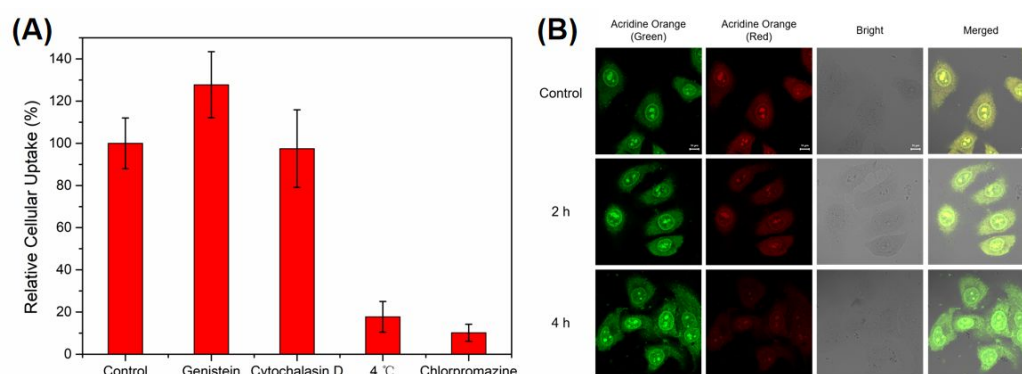 (A)
Relative Cellular Uptake (%)
140
120
100
80
60
40
20
0
Control
Genistein
Cytochalasin D
4 ℃
Chlorpromazine
(B)
Acridine Orange
(Green)
Acridine Orange
(Red)
Bright
Merged
Control
2 h
4 h